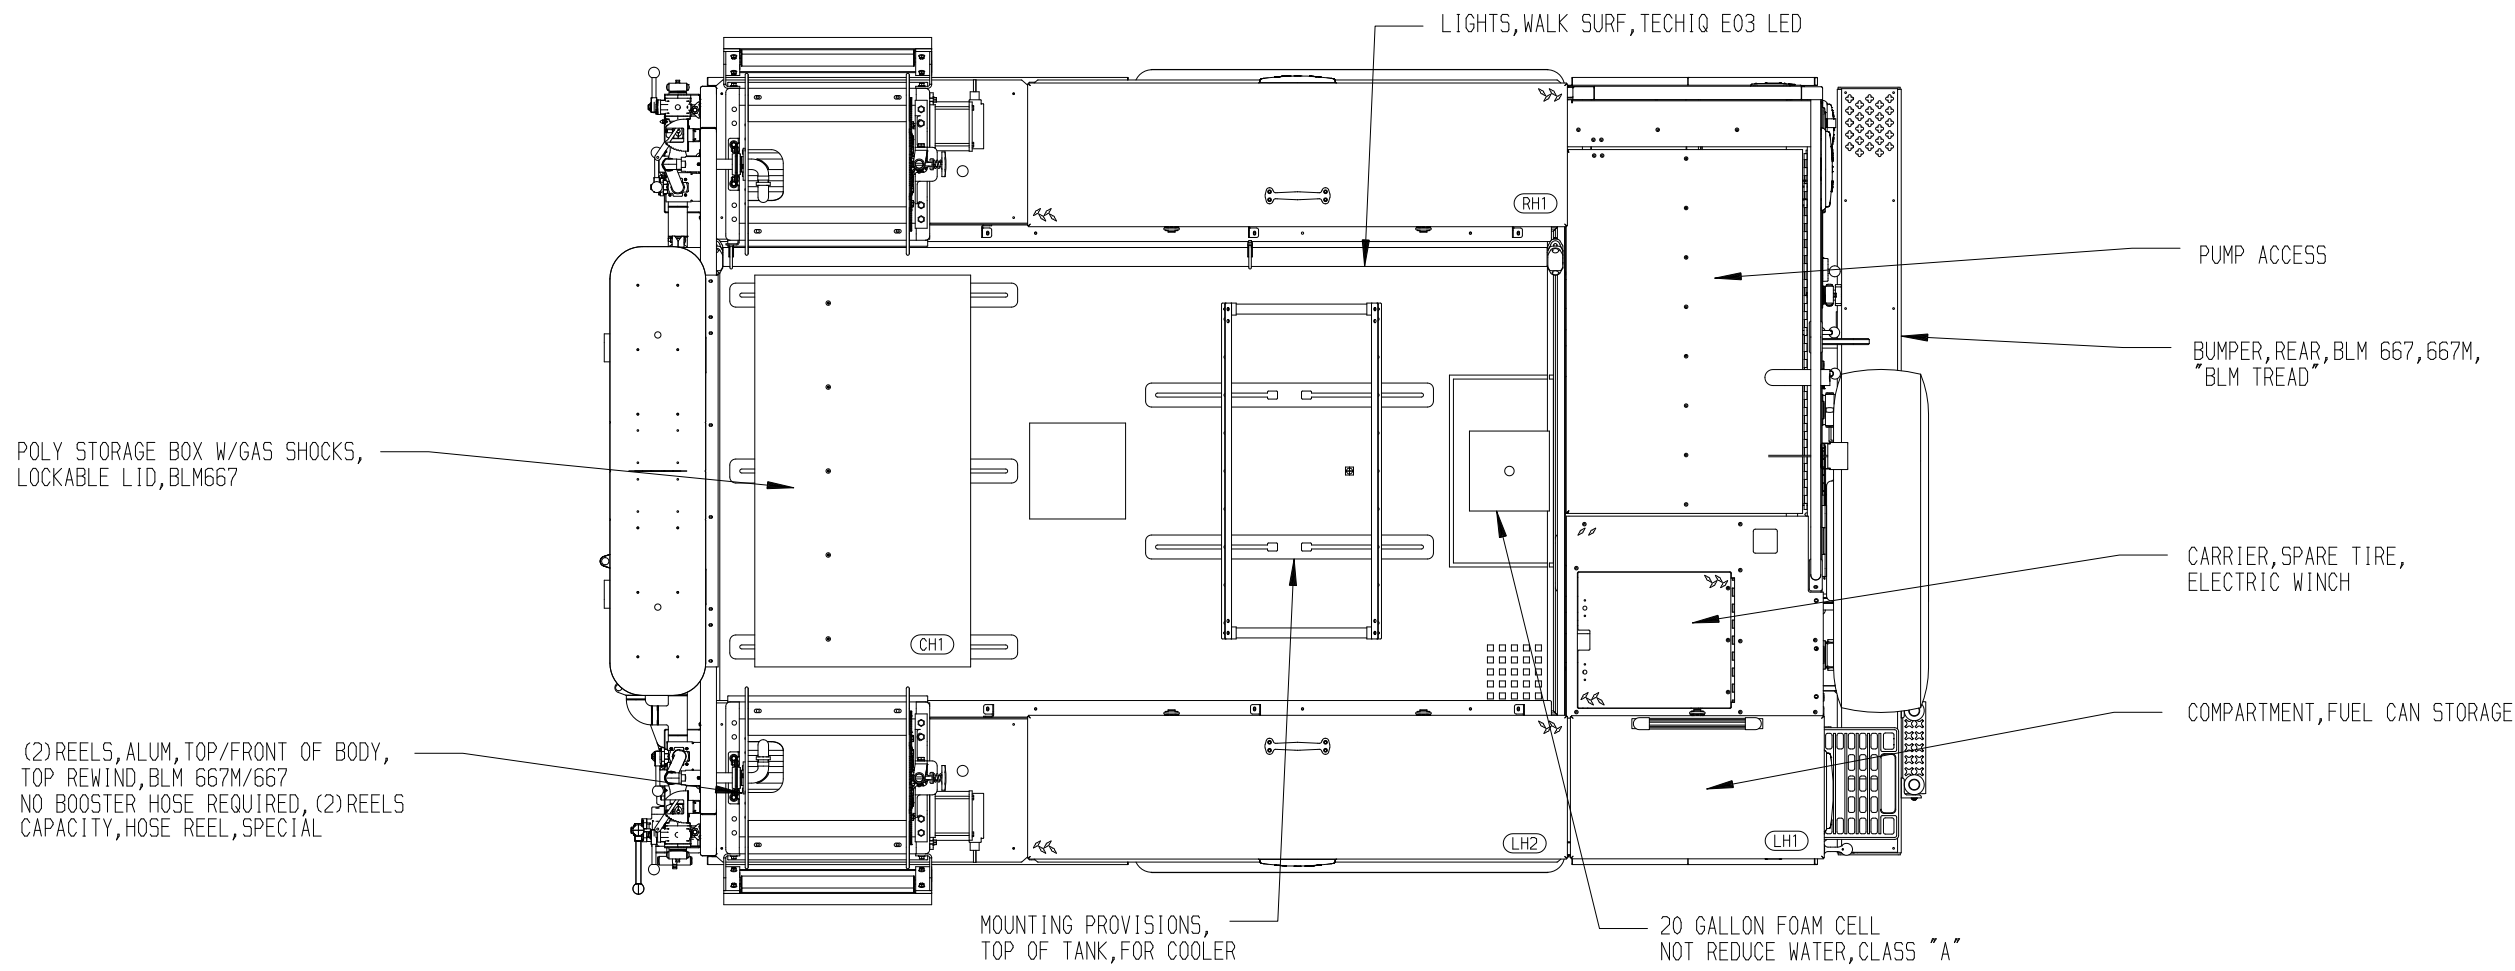 LIGHTS,WALK SURF,TECHIQ E03 LED
RH1
PUMP ACCESS
BUMPER,REAR,BLM 667,667M,
"BLM TREAD"
POLY STORAGE BOX W/GAS SHOCKS,
LOCKABLE LID,BLM667
CARRIER,SPARE TIRE,
ELECTRIC WINCH
CH1
COMPARTMENT,FUEL CAN STORAGE
(2)REELS,ALUM,TOP/FRONT OF BODY,
TOP REWIND,BLM 667M/667
NO BOOSTER HOSE REQUIRED,(2)REELS
CAPACITY,HOSE REEL,SPECIAL
LH2
LH1
MOUNTING PROVISIONS,
TOP OF TANK,FOR COOLER
20 GALLON FOAM CELL
NOT REDUCE WATER,CLASS "A"